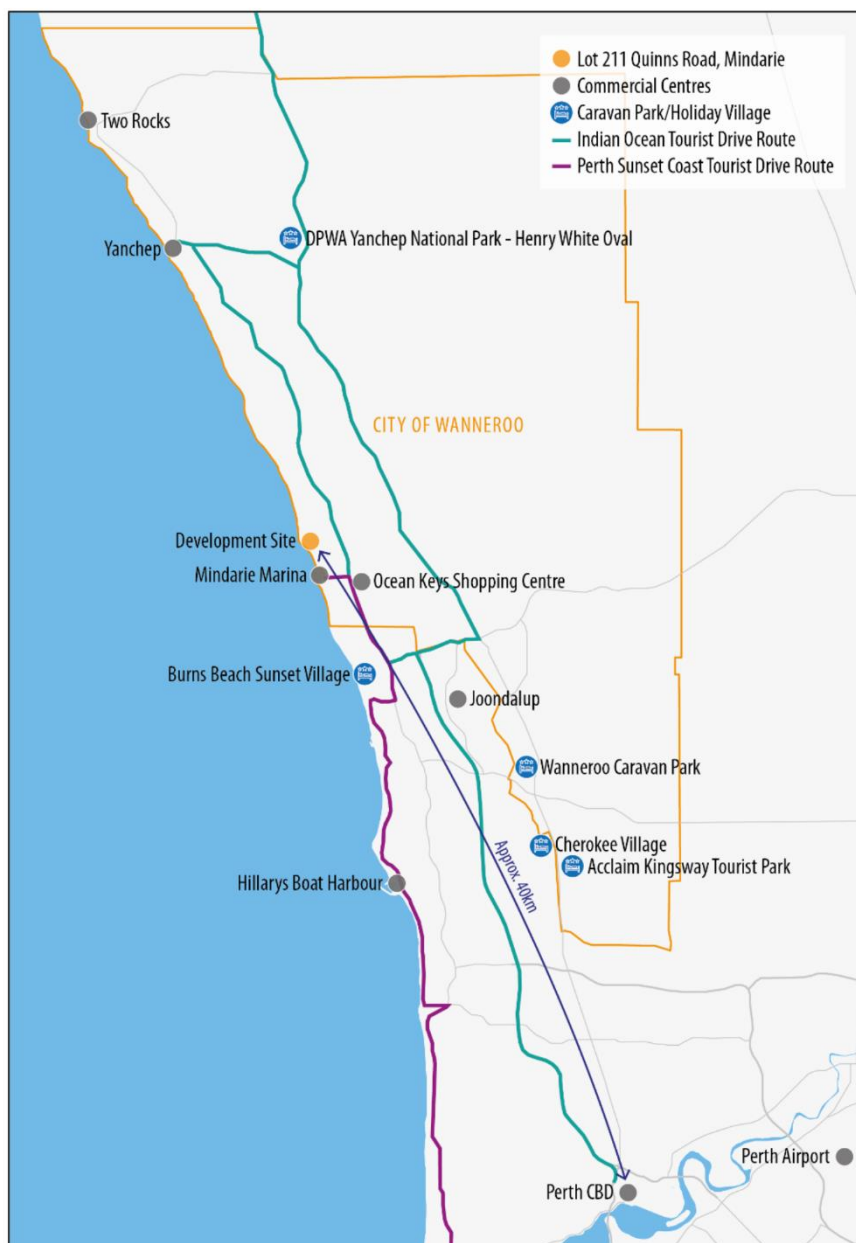 Lot 211 Quinns Road, Mindarie
Commercial Centres
Caravan Park/Holiday Village
Indian Ocean Tourist Drive Route
Perth Sunset Coast Tourist Drive Route
Two Rocks
DPWA Yanchep National Park - Henry White Oval
Yanchep
CITY OF WANNEROO
Development Site
Mindarie Marina
Ocean Keys Shopping Centre
Burns Beach Sunset Village
Joondalup
Wanneroo Caravan Park
Cherokee Village
Acclaim Kingsway Tourist Park
Approx. 40km
Hillarys Boat Harbour
Perth Airport
Perth CBD